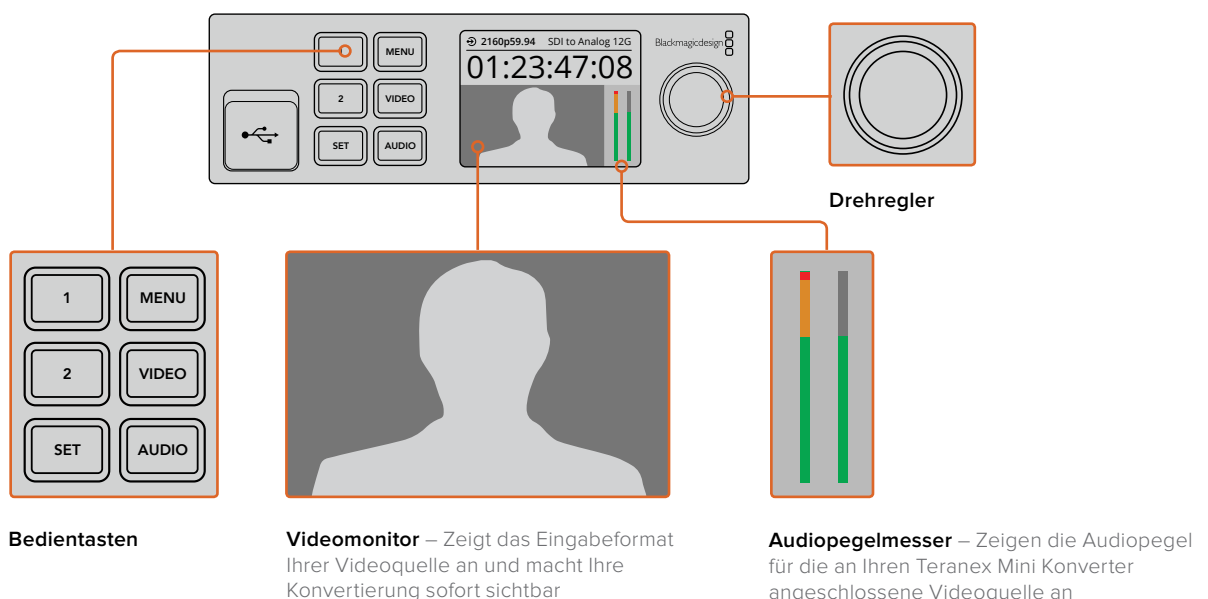 2160p59.94 SDI to Analog 12G
01:23:47:08
Blackmagicdesign
MENU
2 VIDEO
SET AUDIO
Drehregler
1 MENU
2 VIDEO
SET AUDIO
Bedientasten
Videomonitor – Zeigt das Eingabeformat
Ihrer Videoquelle an und macht Ihre
Konvertierung sofort sichtbar
Audiopegelmesser – Zeigen die Audiopegel
für die an Ihren Teranex Mini Konverter
angeschlossene Videoquelle an